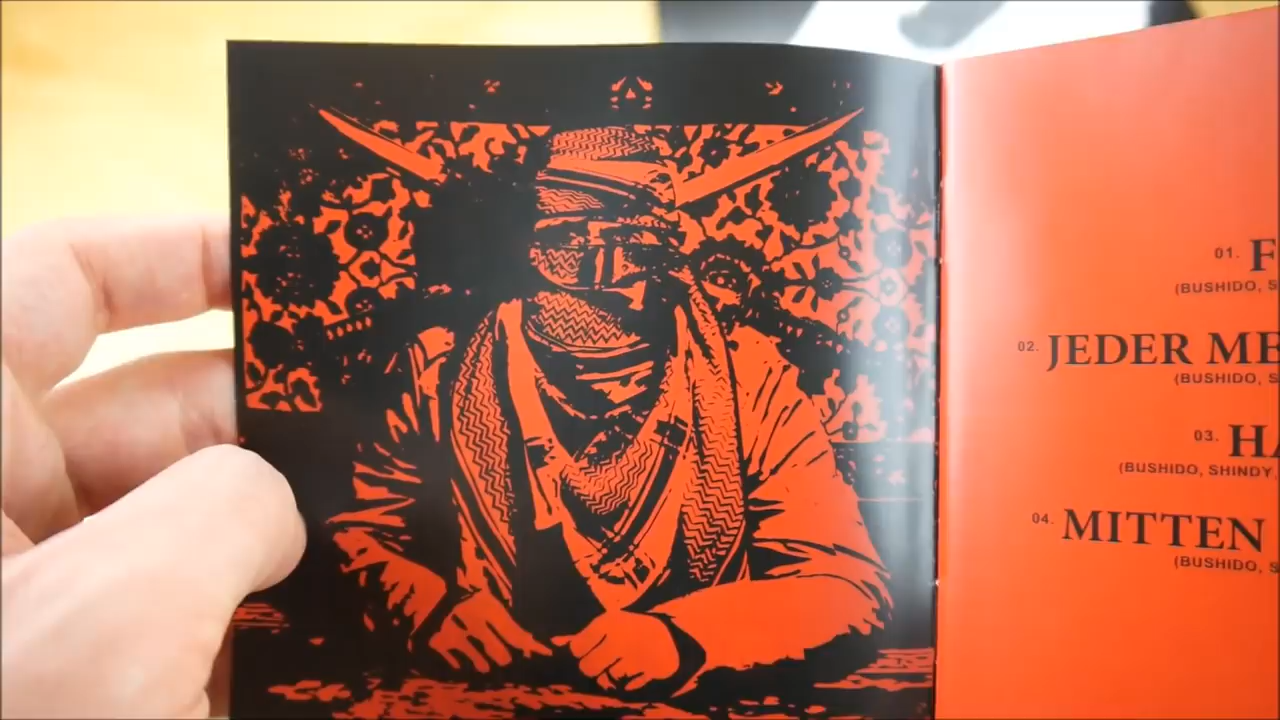 01. F
(BUSHIDO, S
02. JEDER ME
(BUSHIDO, S
03. HA
(BUSHIDO, SHINDY,
04. MITTEN
(BUSHIDO, S